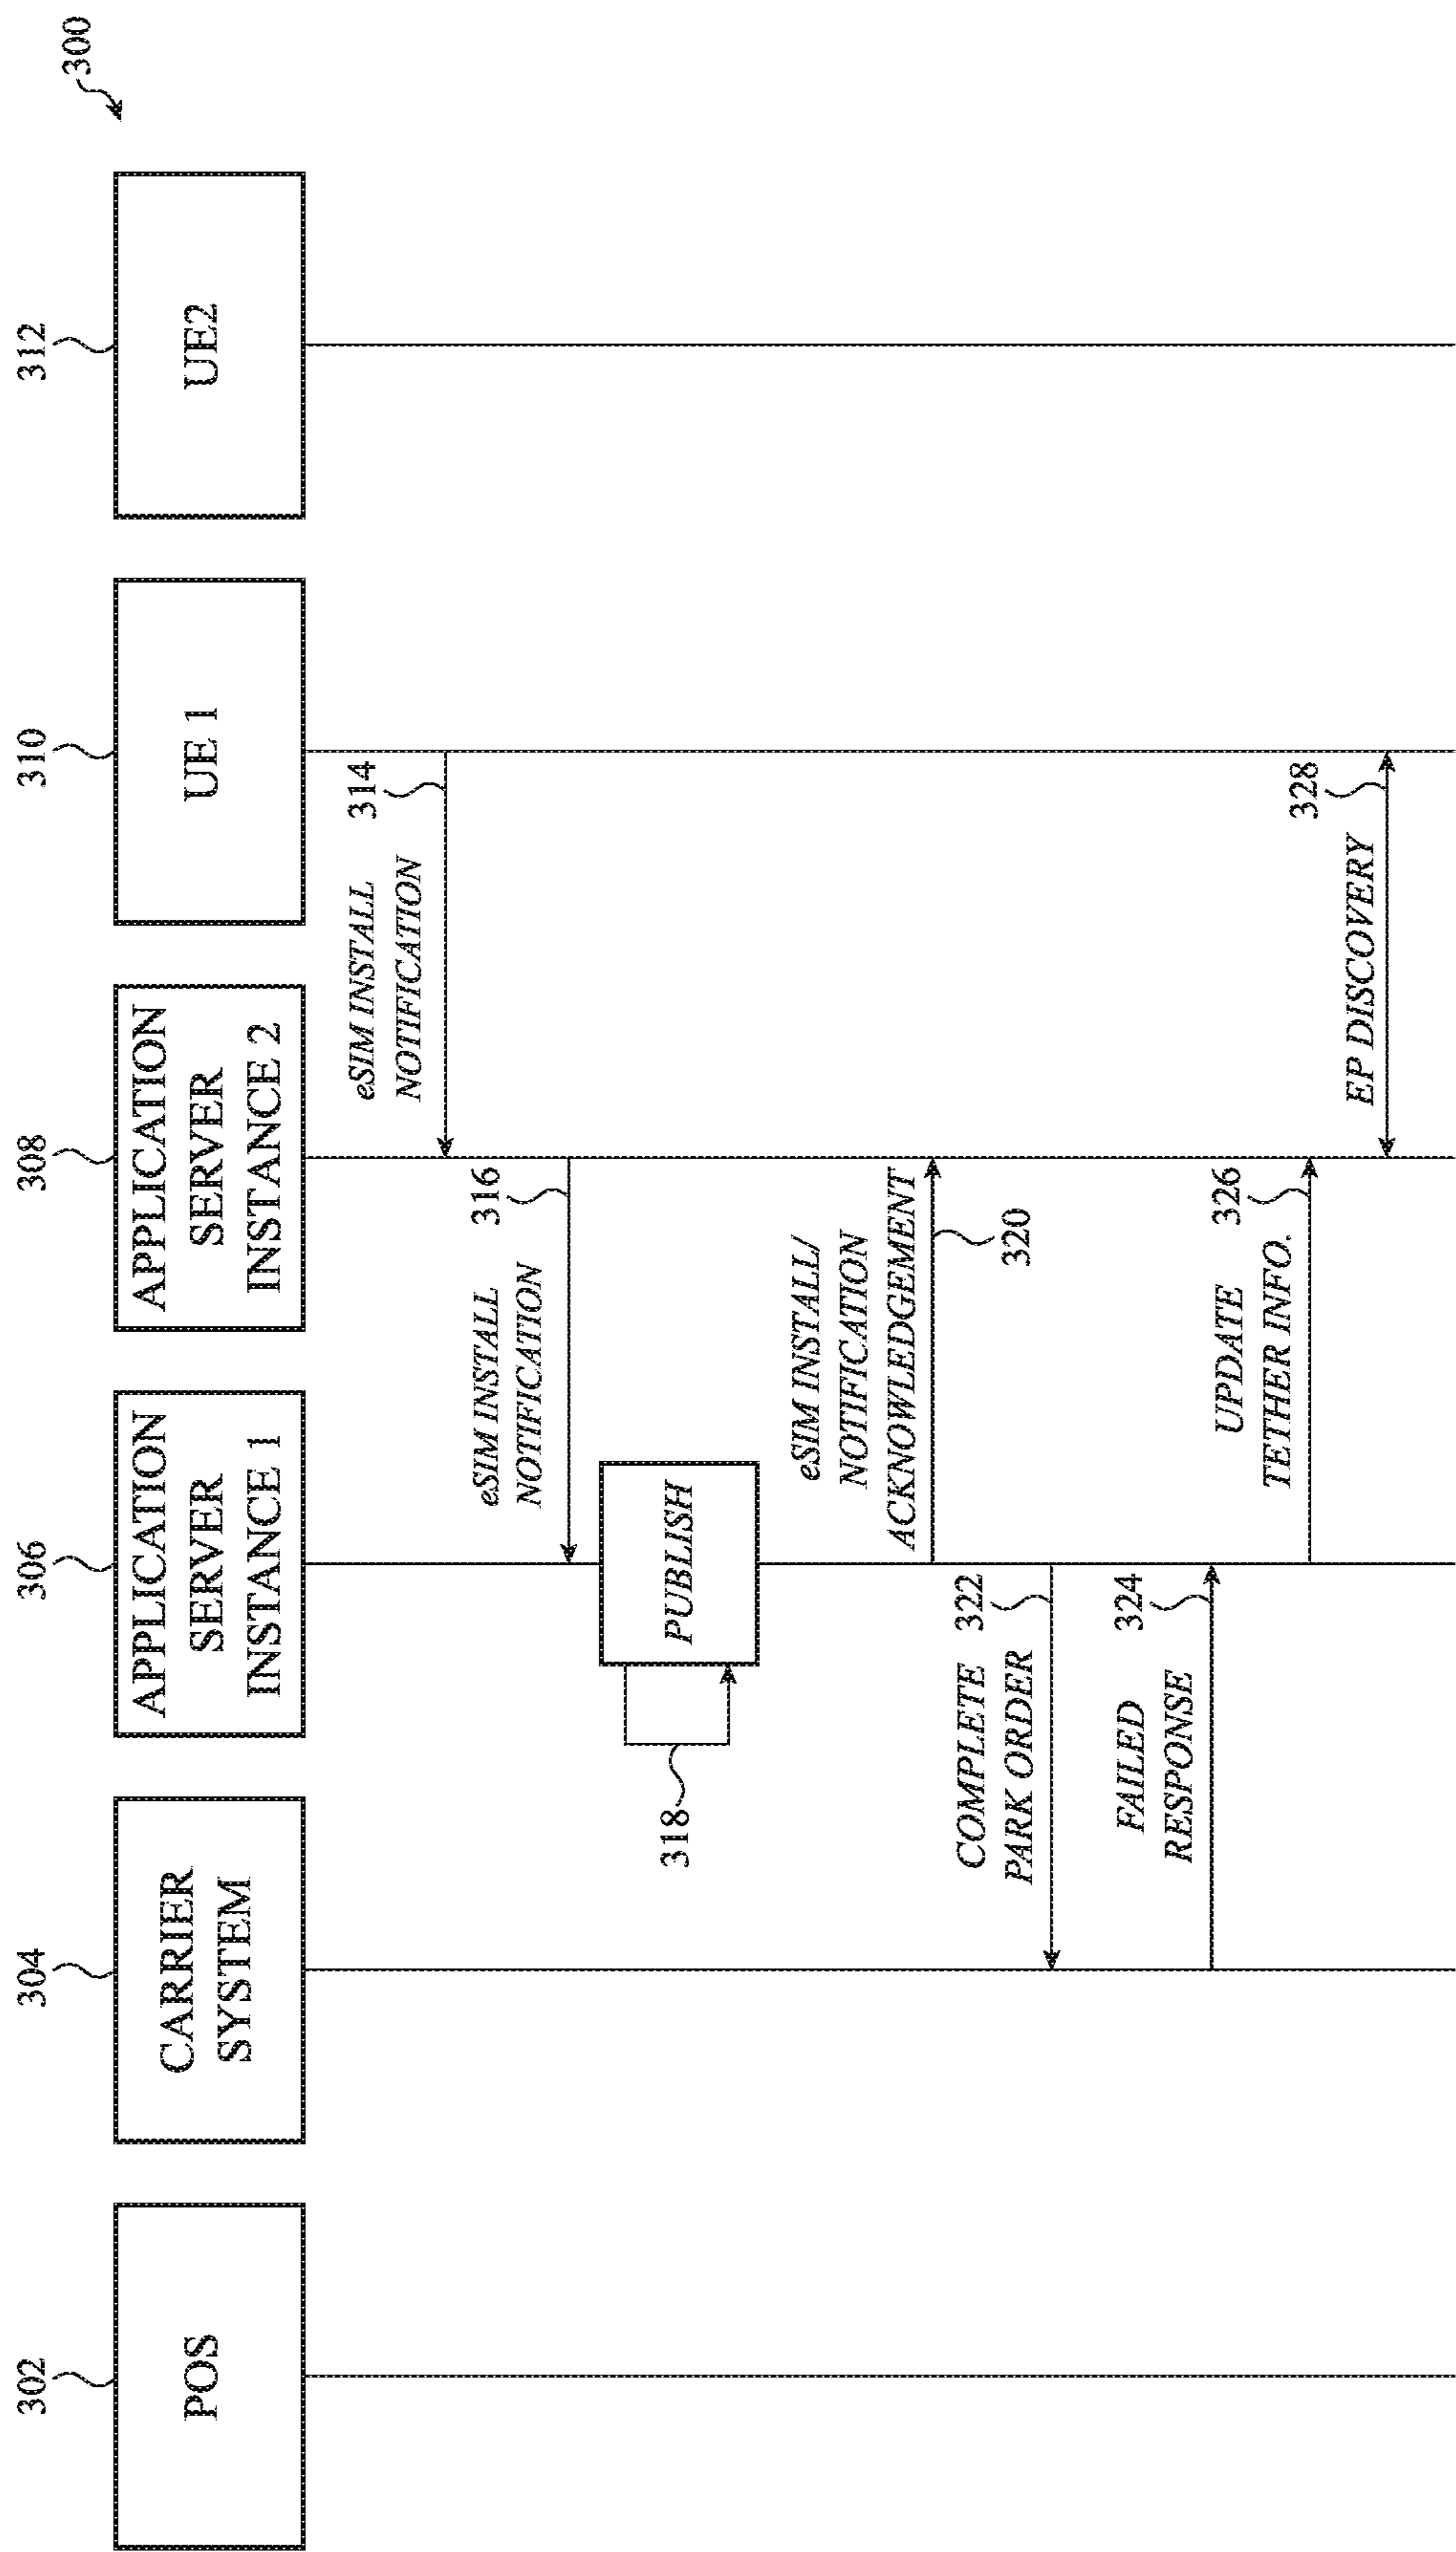 300
302
304
306
308
310
312
POS
CARRIER
SYSTEM
APPLICATION
SERVER
INSTANCE 1
APPLICATION
SERVER
INSTANCE 2
UE 1
UE2
eSIM INSTALL
NOTIFICATION
314
eSIM INSTALL
NOTIFICATION
316
PUBLISH
318
eSIM INSTALL/
NOTIFICATION
ACKNOWLEDGEMENT
320
COMPLETE
PARK ORDER
322
FAILED
RESPONSE
324
UPDATE
TETHER INFO.
326
EP DISCOVERY
328